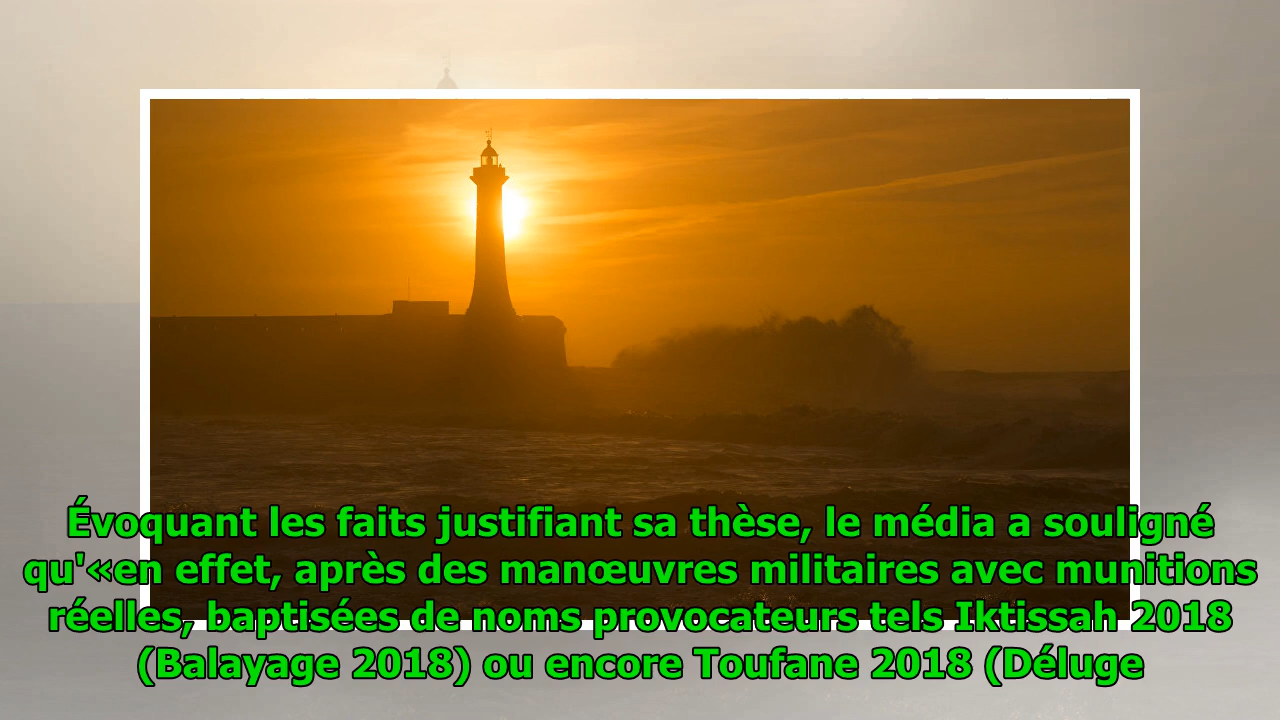 Évoquant les faits justifiant sa thèse, le média a souligné
qu'«en effet, après des manœuvres militaires avec munitions
réelles, baptisées de noms provocateurs tels Iktissah 2018
(Balayage 2018) ou encore Toufane 2018 (Déluge